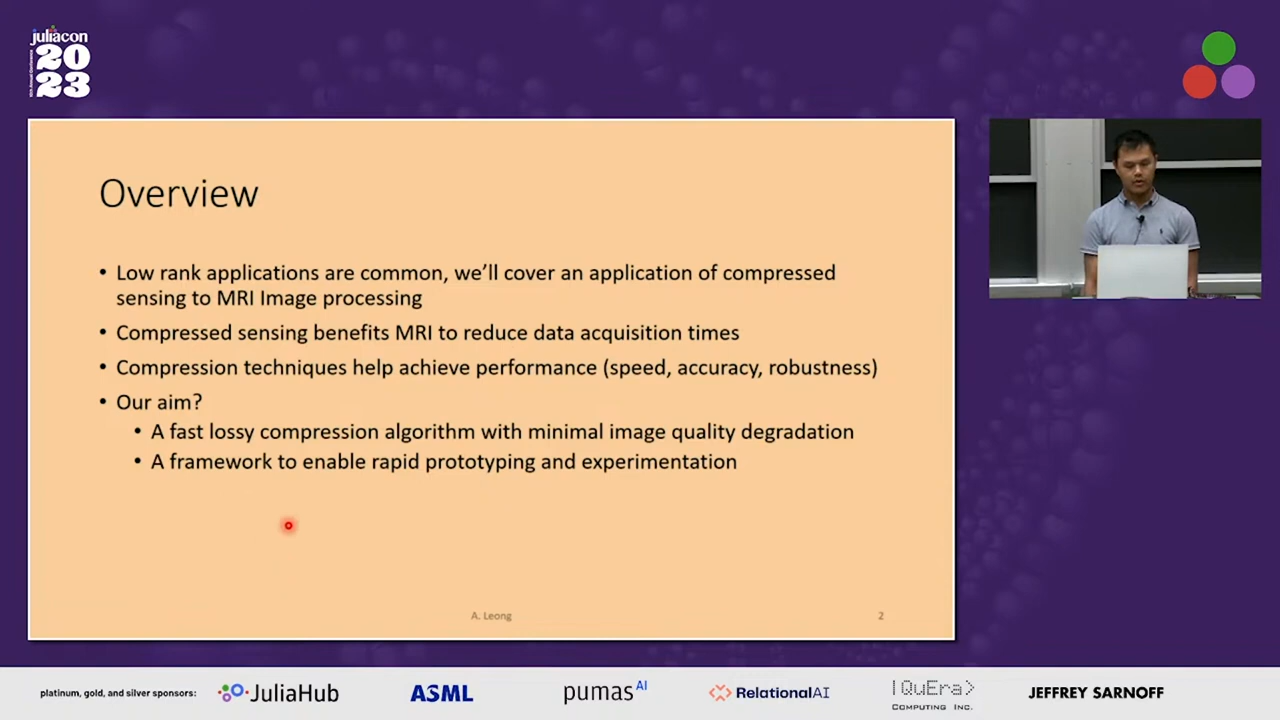 juliacon
20
23
Overview
• Low rank applications are common, we'll cover an application of compressed
sensing to MRI Image processing
• Compressed sensing benefits MRI to reduce data acquisition times
• Compression techniques help achieve performance (speed, accuracy, robustness)
• Our aim?
• A fast lossy compression algorithm with minimal image quality degradation
• A framework to enable rapid prototyping and experimentation
A. Leong
2
platinum, gold, and silver sponsors:
JuliaHub
ASML
pumasAI
RelationalAI
|QuEra>
COMPUTING INC.
JEFFREY SARNOFF